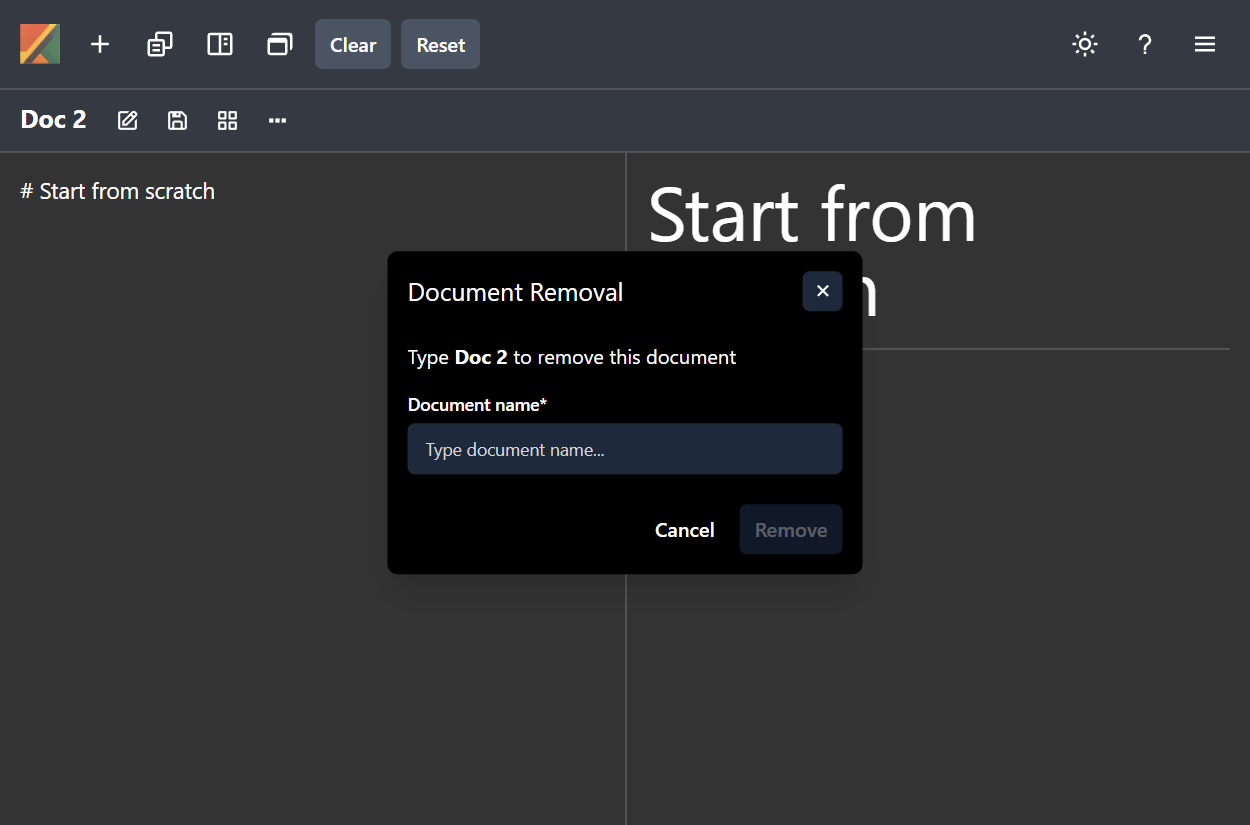 Clear Reset
Doc 2
# Start from scratch
Start from
Document Removal
Type Doc 2 to remove this document
Document name*
Type document name...
Cancel Remove